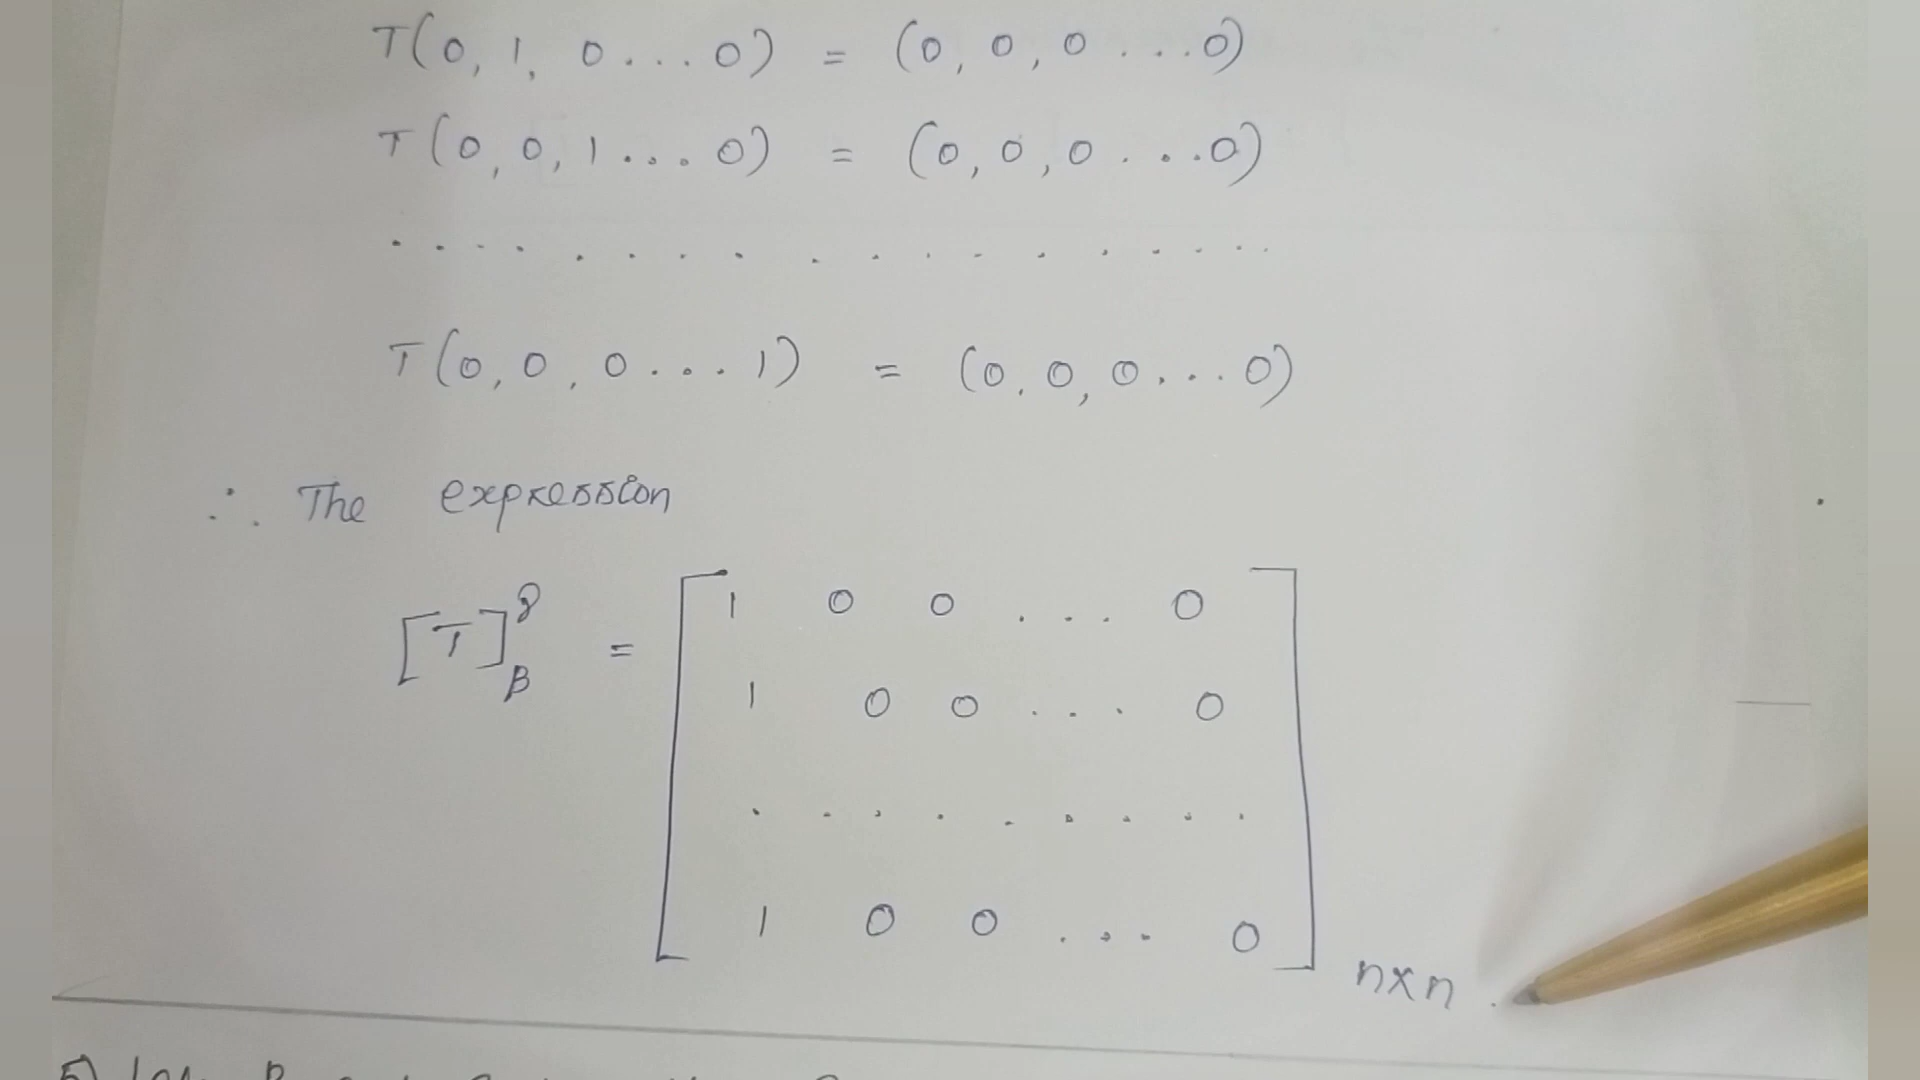 T(0, 1, 0 ... 0) = (0, 0, 0 ... 0)
T(0, 0, 1 ... 0) = (0, 0, 0 ... 0)
. . . . . . . . . . . . . . . . .
T(0, 0, 0 ... 1) = (0, 0, 0, ... 0)
∴ The expression
[T]γβ =
1 0 0 . . . 0
1 0 0 . . . 0
. . . . . . . . .
1 0 0 . . . 0
n×n .
5)